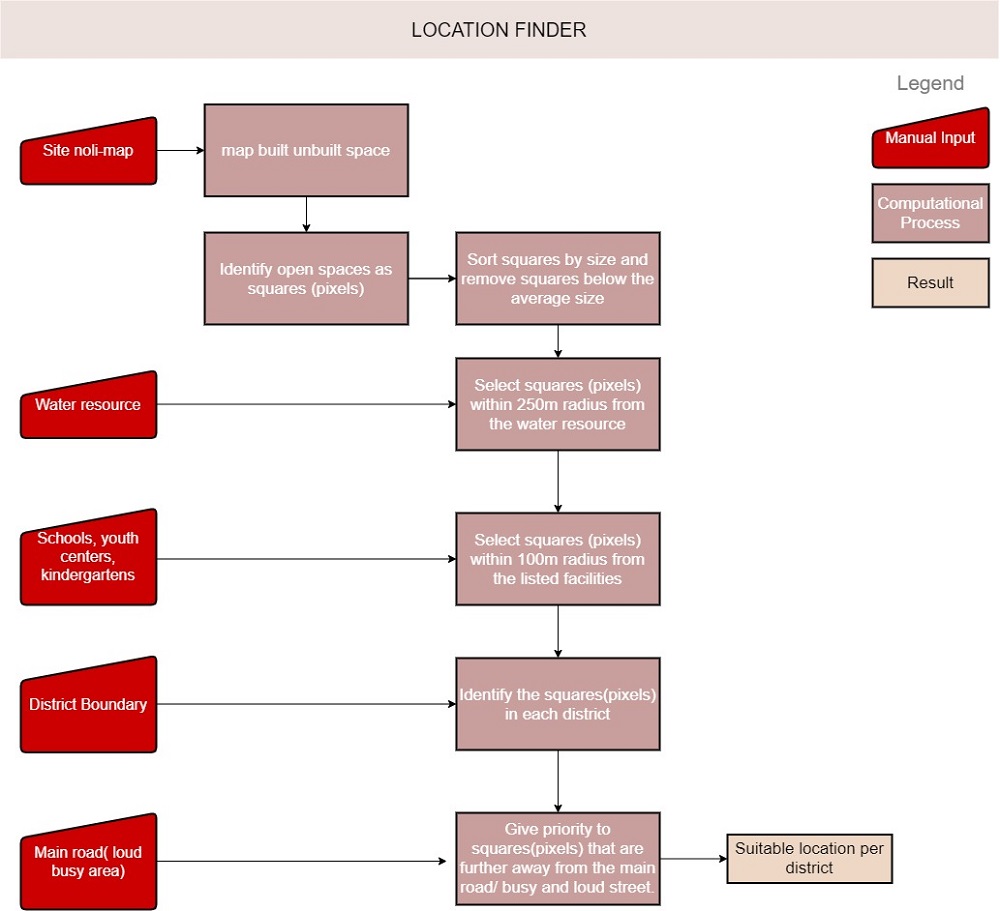 LOCATION FINDER
Legend
Manual Input
Computational
Process
Result
Site noli-map
map built unbuilt space
Identify open spaces as
squares (pixels)
Sort squares by size and
remove squares below the
average size
Water resource
Select squares (pixels)
within 250m radius from
the water resource
Schools, youth
centers,
kindergartens
Select squares (pixels)
within 100m radius from
the listed facilities
District Boundary
Identify the squares(pixels)
in each district
Main road( loud
busy area)
Give priority to
squares(pixels) that are
further away from the main
road/ busy and loud street.
Suitable location per
district